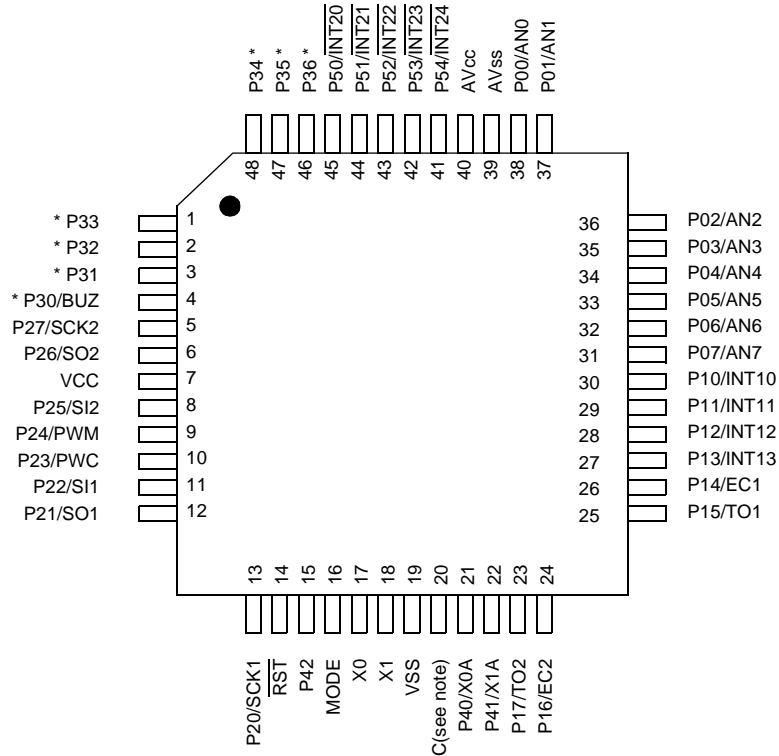 P34 *
P35 *
P36 *
P50/INT20
P51/INT21
P52/INT22
P53/INT23
P54/INT24
AVcc
AVss
P00/AN0
P01/AN1
48
47
46
45
44
43
42
41
40
39
38
37
* P33 1
* P32 2
* P31 3
* P30/BUZ 4
P27/SCK2 5
P26/SO2 6
VCC 7
P25/SI2 8
P24/PWM 9
P23/PWC 10
P22/SI1 11
P21/SO1 12
36 P02/AN2
35 P03/AN3
34 P04/AN4
33 P05/AN5
32 P06/AN6
31 P07/AN7
30 P10/INT10
29 P11/INT11
28 P12/INT12
27 P13/INT13
26 P14/EC1
25 P15/TO1
13
14
15
16
17
18
19
20
21
22
23
24
P20/SCK1
RST
P42
MODE
X0
X1
VSS
C(see note)
P40/X0A
P41/X1A
P17/TO2
P16/EC2